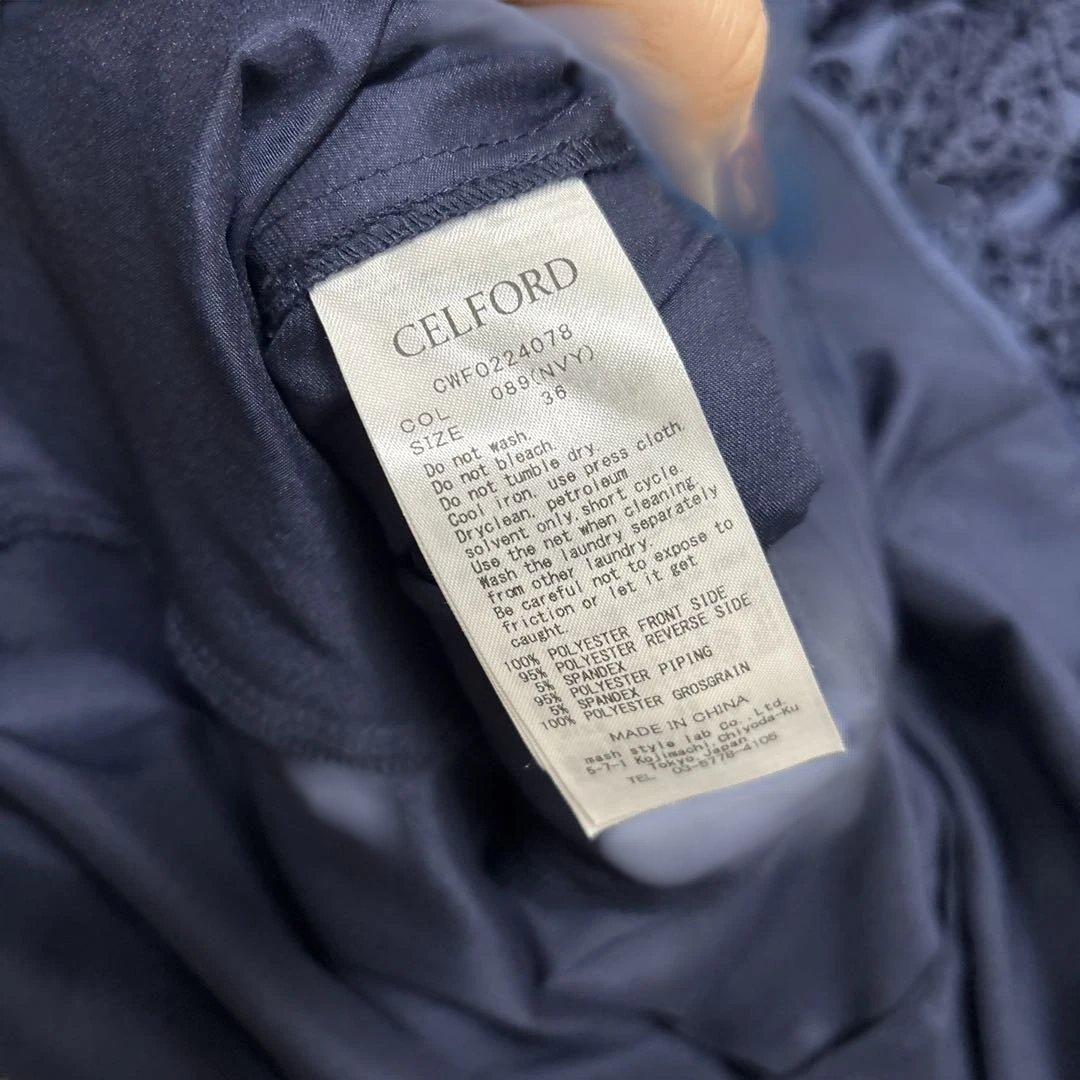 CELFORD
CWFO224078
COL 089(NVY)
SIZE 36
Do not wash.
Do not bleach
Do not tumble dry.
Cool iron. use press cloth.
Dryclean, petroleum
solvent only,short cycle.
Use the net when cleaning
Wash the laundry separately
from other laundry.
Be careful not to expose to
friction or let it get
caught.
100% POLYESTER FRONT SIDE
95% POLYESTER REVERSE SIDE
5% SPANDEX
95% POLYESTER PIPING
5% SPANDEX
100% POLYESTER GROSGRAIN
MADE IN CHINA
mash style lab Co.,Ltd.
5-7-1 Kojimachi,Chiyoda-Ku
Tokyo,Japan
TEL 03-8778-4105